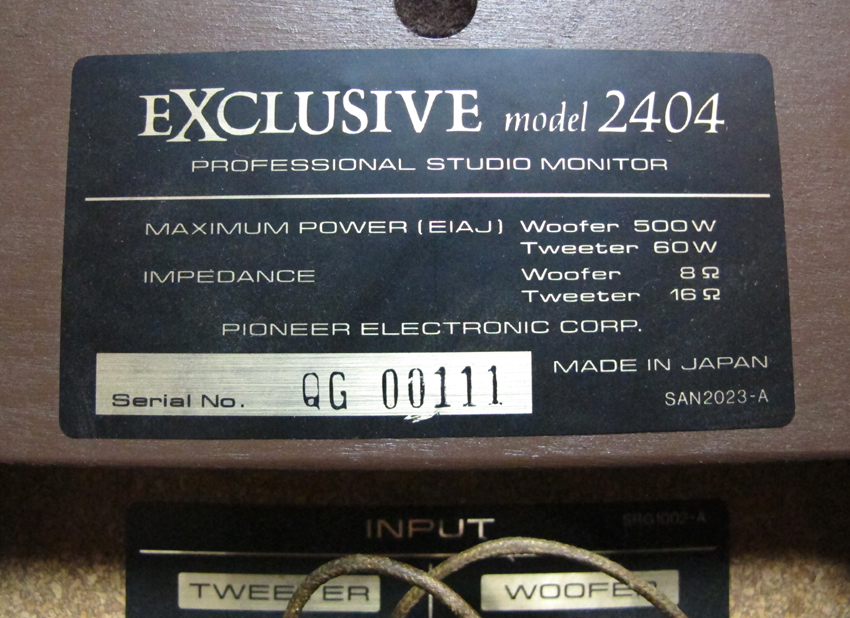 EXCLUSIVE model 2404
PROFESSIONAL STUDIO MONITOR
MAXIMUM POWER (EIAJ) Woofer 500W
Tweeter 60W
IMPEDANCE Woofer 8Ω
Tweeter 16Ω
PIONEER ELECTRONIC CORP.
MADE IN JAPAN
Serial No. QG 00111
SAN2023-A
INPUT
SRG1002-A
TWEETER
WOOFER